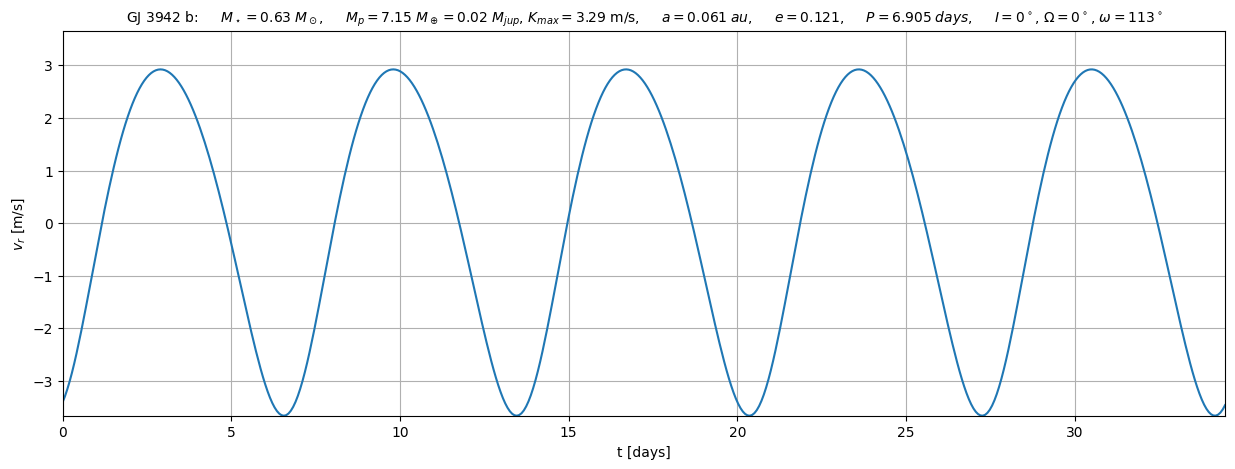 GJ 3942 b: M⋆ = 0.63 M⊙, Mp = 7.15 M⊕ = 0.02 Mjup, Kmax = 3.29 m/s, a = 0.061 au, e = 0.121, P = 6.905 days, I = 0°, Ω = 0°, ω = 113°
3
2
1
0
−1
−2
−3
vr [m/s]
0 5 10 15 20 25 30
t [days]